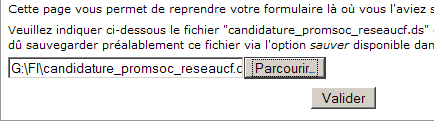 Cette page vous permet de reprendre votre formulaire là où vous l'aviez s
Veuillez indiquer ci-dessous le fichier "candidature_promsoc_reseaucf.ds"
dû sauvegarder préalablement ce fichier via l'option sauver disponible dan
G:\FI\candidature_promsoc_reseaucf.d Parcourir...
Valider